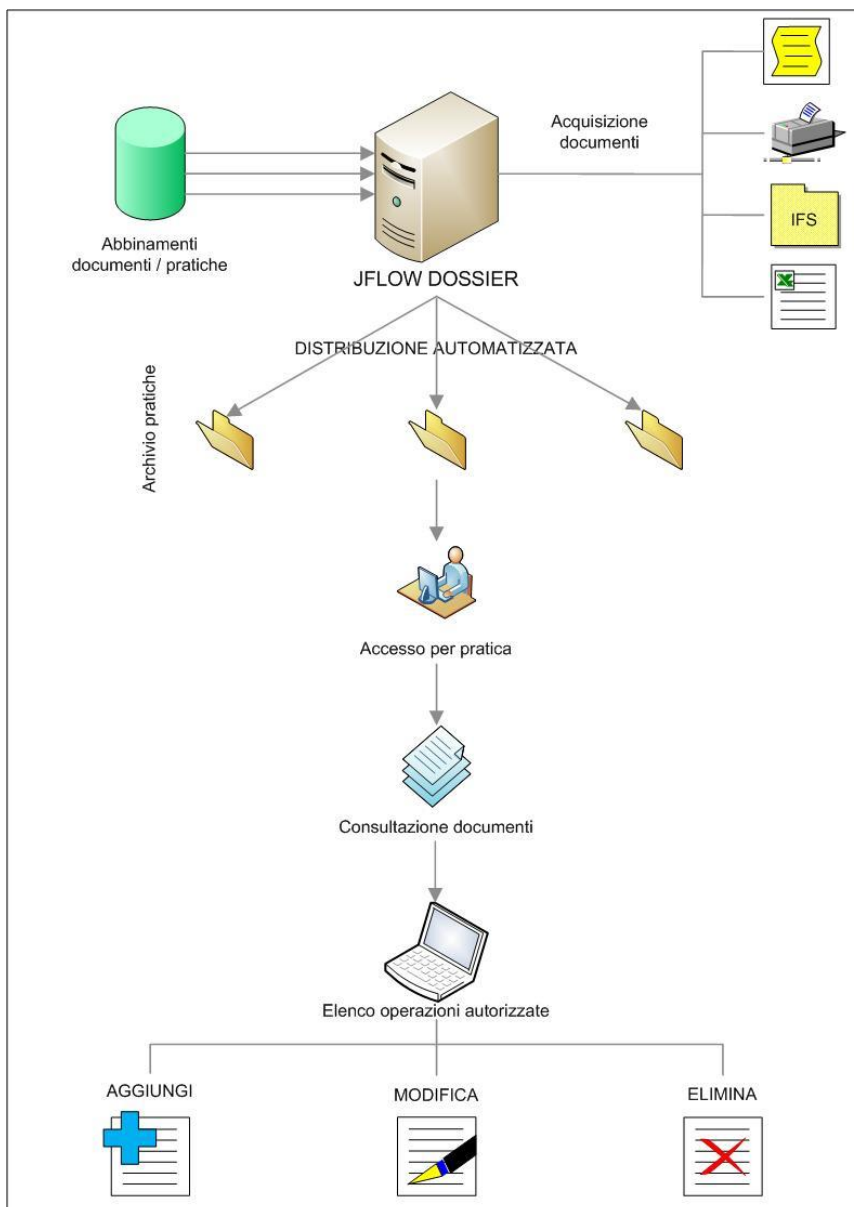 Acquisizione
documenti
IFS
Abbinamenti
documenti / pratiche
JFLOW DOSSIER
DISTRIBUZIONE AUTOMATIZZATA
Archivio pratiche
Accesso per pratica
Consultazione documenti
Elenco operazioni autorizzate
AGGIUNGI
MODIFICA
ELIMINA